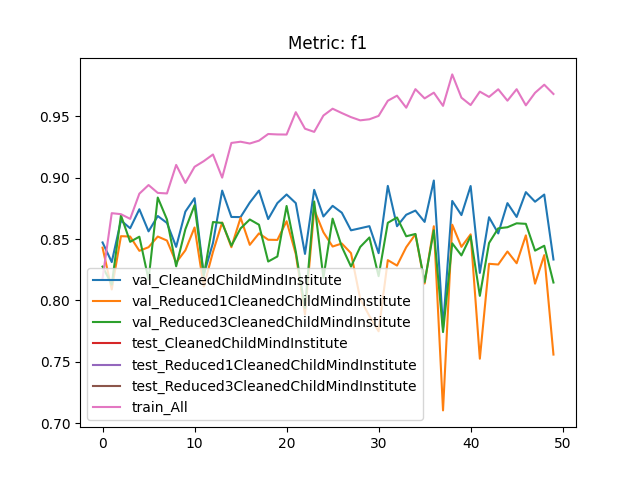 Metric: f1
0.95
0.90
0.85
0.80
0.75
0.70
val_CleanedChildMindInstitute
val_Reduced1CleanedChildMindInstitute
val_Reduced3CleanedChildMindInstitute
test_CleanedChildMindInstitute
test_Reduced1CleanedChildMindInstitute
test_Reduced3CleanedChildMindInstitute
train_All
0 10 20 30 40 50